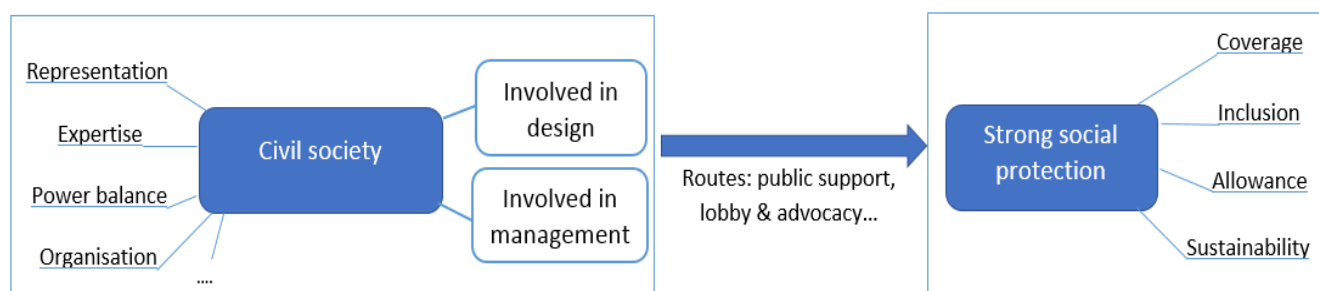 Representation
Expertise
Power balance
Organisation
....
Civil society
Involved in
design
Involved in
management
Routes: public support,
lobby & advocacy...
Strong social
protection
Coverage
Inclusion
Allowance
Sustainability